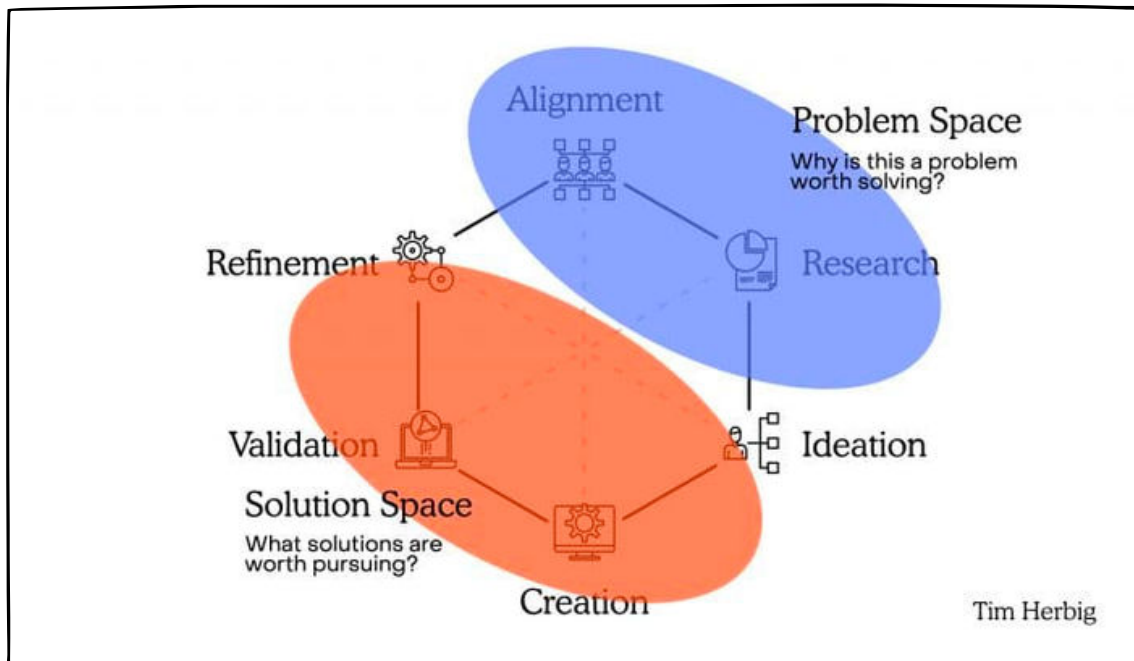 Alignment
Problem Space
Why is this a problem
worth solving?
Refinement
Research
Validation
Ideation
Solution Space
What solutions are
worth pursuing?
Creation
Tim Herbig